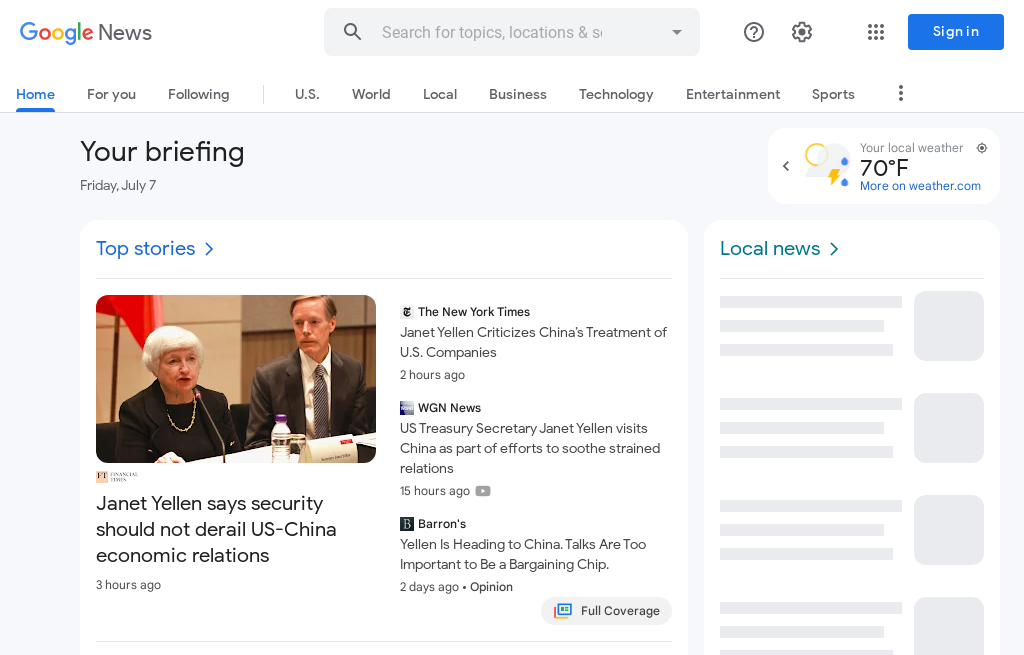 Google News
Search for topics, locations & so
Sign in
Home
For you
Following
U.S.
World
Local
Business
Technology
Entertainment
Sports
Your briefing
Friday, July 7
Your local weather
70°F
More on weather.com
Top stories
FT FINANCIAL
TIMES
Janet Yellen says security
should not derail US-China
economic relations
3 hours ago
The New York Times
Janet Yellen Criticizes China's Treatment of
U.S. Companies
2 hours ago
WGN News
US Treasury Secretary Janet Yellen visits
China as part of efforts to soothe strained
relations
15 hours ago
B Barron's
Yellen Is Heading to China. Talks Are Too
Important to Be a Bargaining Chip.
2 days ago • Opinion
Full Coverage
Local news